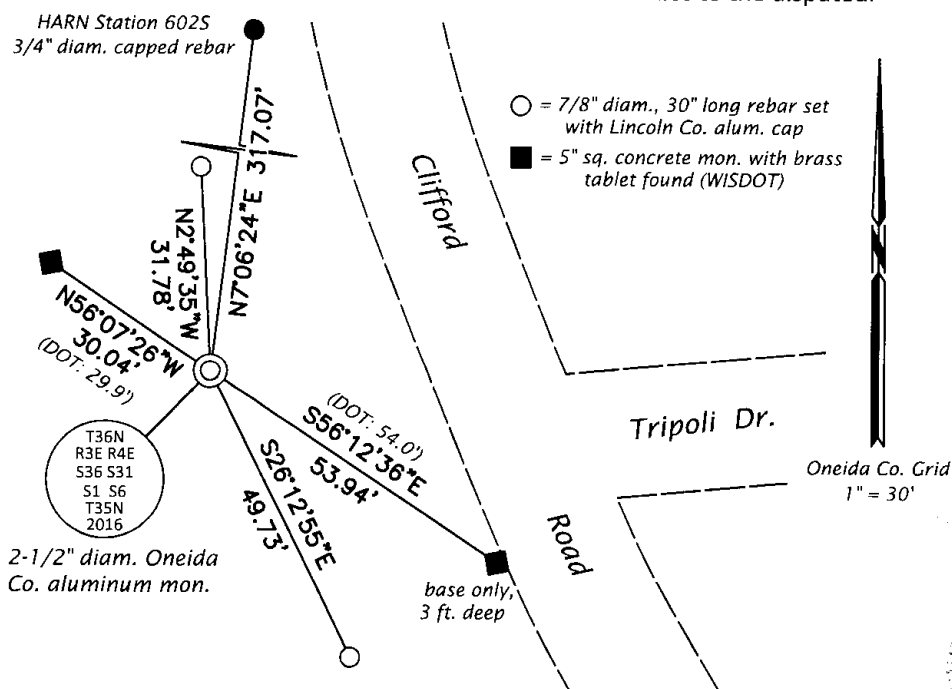 HARN Station 602S
3/4" diam. capped rebar
N7°06'24"E 317.07'
N2°49'35"W
31.78'
N56°07'26"W
30.04'
(DOT: 29.9')
(DOT: 54.0')
S56°12'36"E
53.94'
S26°12'55"E
49.73'
T36N
R3E R4E
S36 S31
S1 S6
T35N
2016
2-1/2" diam. Oneida
Co. aluminum mon.
base only,
3 ft. deep
Clifford
Road
Tripoli Dr.
= 7/8" diam., 30" long rebar set
with Lincoln Co. alum. cap
= 5" sq. concrete mon. with brass
tablet found (WISDOT)
N
Oneida Co. Grid
1" = 30'